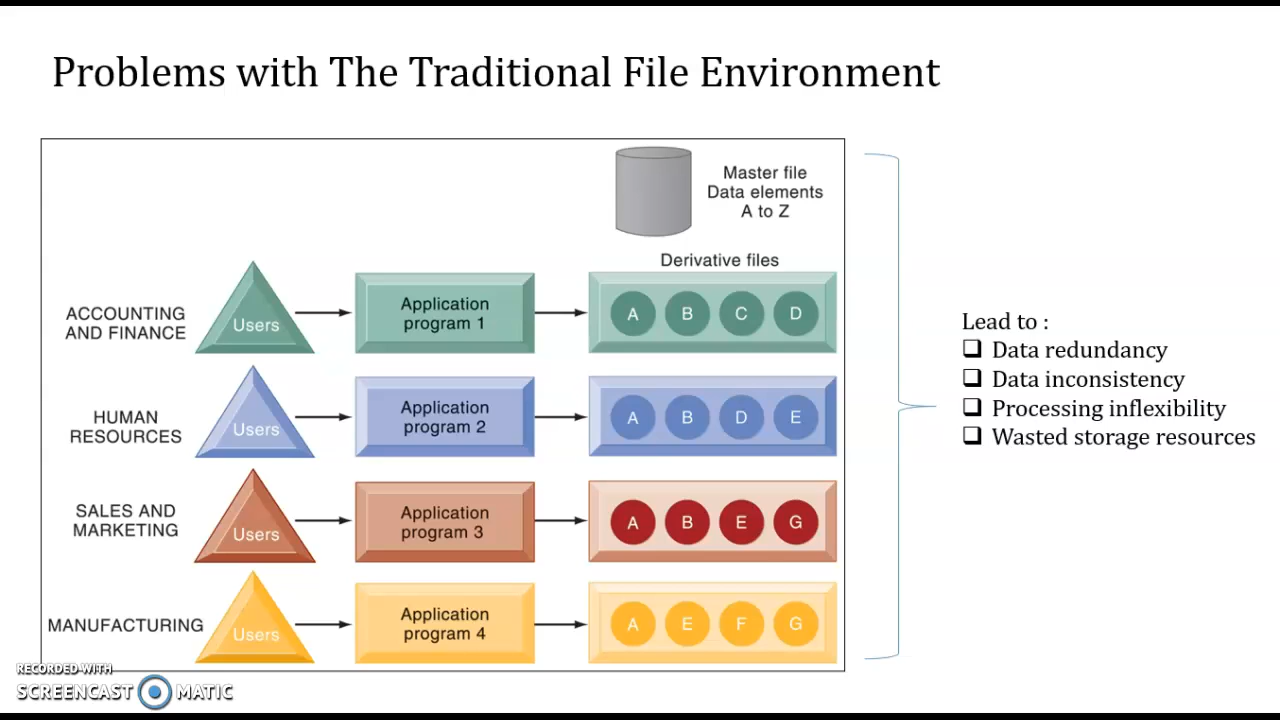 Problems with The Traditional File Environment
Master file
Data elements
A to Z
Derivative files
ACCOUNTING
AND FINANCE
Users
Application
program 1
A B C D
HUMAN
RESOURCES
Users
Application
program 2
A B D E
SALES AND
MARKETING
Users
Application
program 3
A B E G
MANUFACTURING
Users
Application
program 4
A E F G
Lead to :
Data redundancy
Data inconsistency
Processing inflexibility
Wasted storage resources
RECORDED WITH
SCREENCAST MATIC